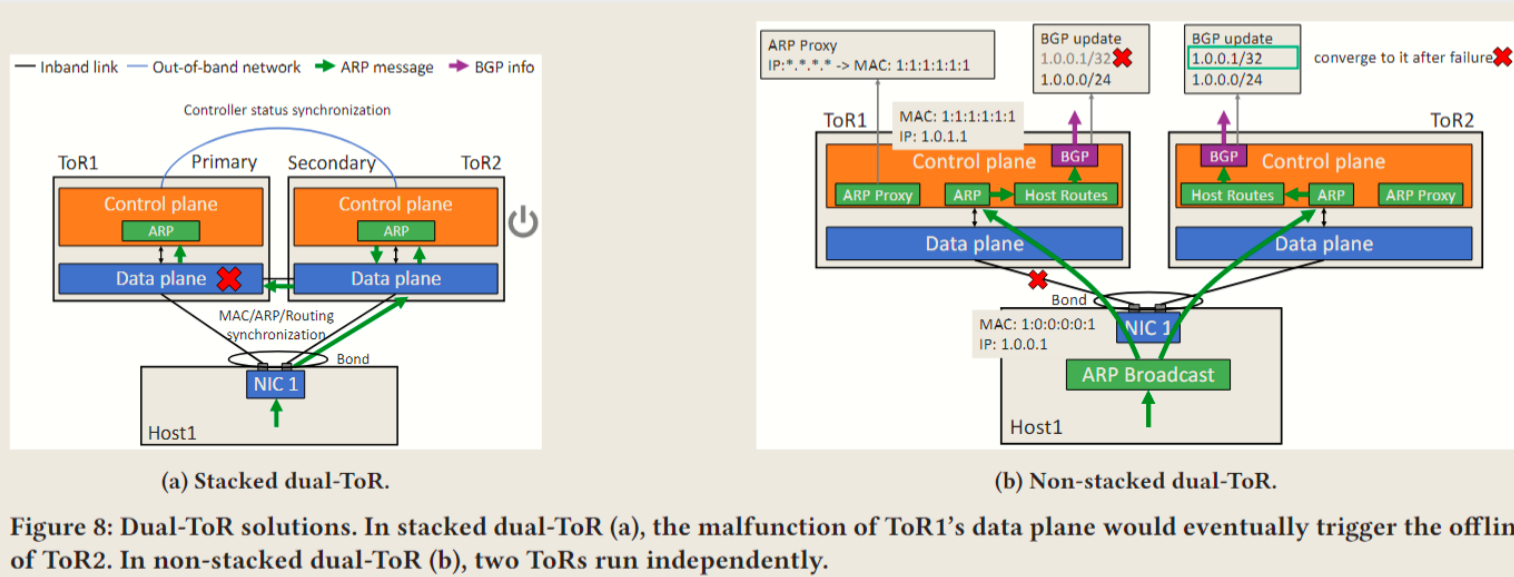 Inband link
Out-of-band network
ARP message
BGP info
Controller status synchronization
ToR1
Primary
Secondary
ToR2
Control plane
ARP
Control plane
ARP
Data plane
Data plane
MAC/ARP/Routing
synchronization
Bond
NIC 1
Host1
(a) Stacked dual-ToR.
ARP Proxy
IP:*.*.*.* -> MAC: 1:1:1:1:1:1
BGP update
1.0.0.1/32
1.0.0.0/24
BGP update
1.0.0.1/32
1.0.0.0/24
converge to it after failure
ToR1
MAC: 1:1:1:1:1:1
IP: 1.0.1.1
ToR2
Control plane
BGP
BGP
Control plane
ARP Proxy
ARP
Host Routes
Host Routes
ARP
ARP Proxy
Data plane
Data plane
Bond
MAC: 1:0:0:0:0:1
IP: 1.0.0.1
NIC 1
ARP Broadcast
Host1
(b) Non-stacked dual-ToR.
Figure 8: Dual-ToR solutions. In stacked dual-ToR (a), the malfunction of ToR1's data plane would eventually trigger the offlin
of ToR2. In non-stacked dual-ToR (b), two ToRs run independently.